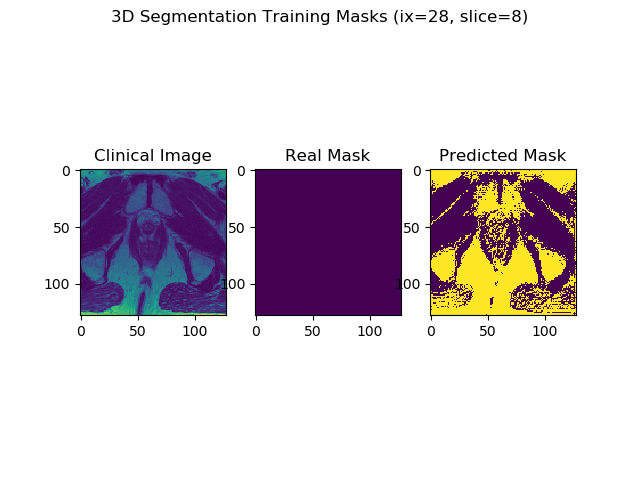 3D Segmentation Training Masks (ix=28, slice=8)
Clinical Image Real Mask Predicted Mask
0 0 0
50 50 50
100 100 100
0 50 100 0 50 100 0 50 100